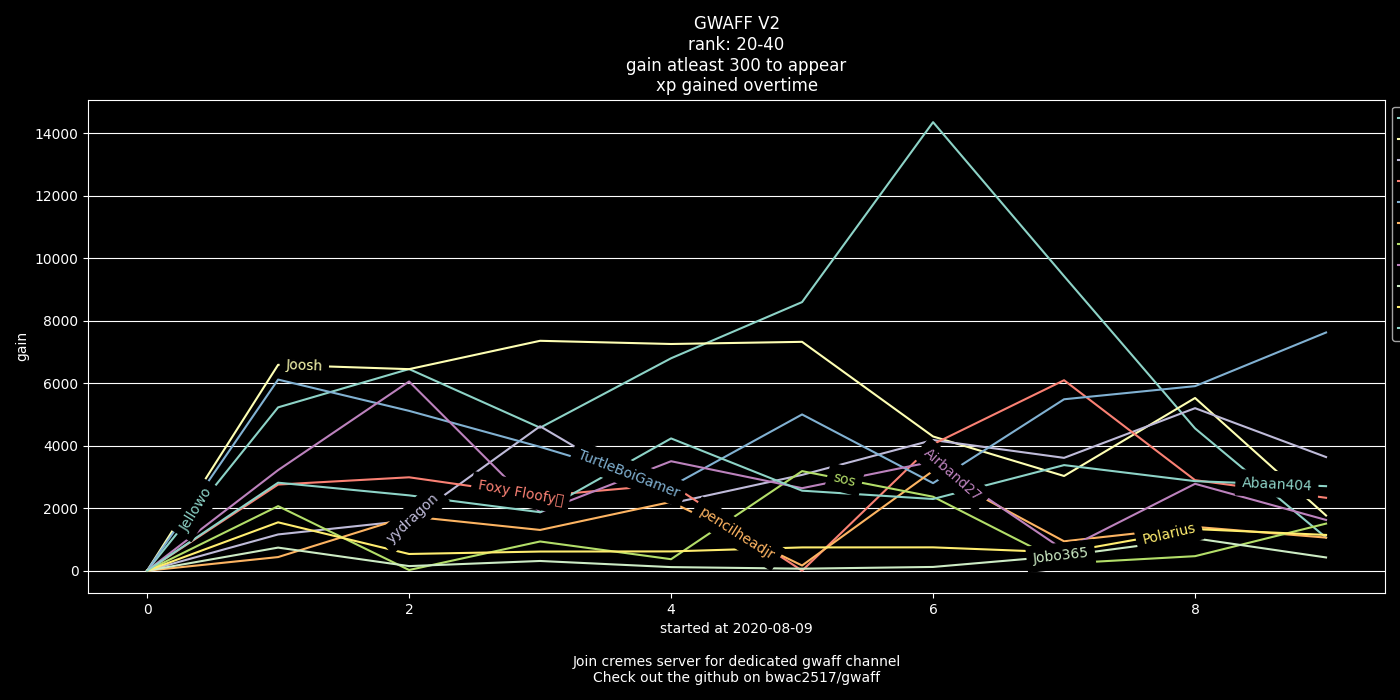 GWAFF V2
rank: 20-40
gain atleast 300 to appear
xp gained overtime
14000
12000
10000
8000
6000
4000
2000
0
gain
Joosh
Jellowo
yydragon
Foxy Floofy▯
TurtleBoiGamer
pencilheadjr
sos
Airband27
Jobo365
Polarius
Abaan404
0 2 4 6 8
started at 2020-08-09
Join cremes server for dedicated gwaff channel
Check out the github on bwac2517/gwaff